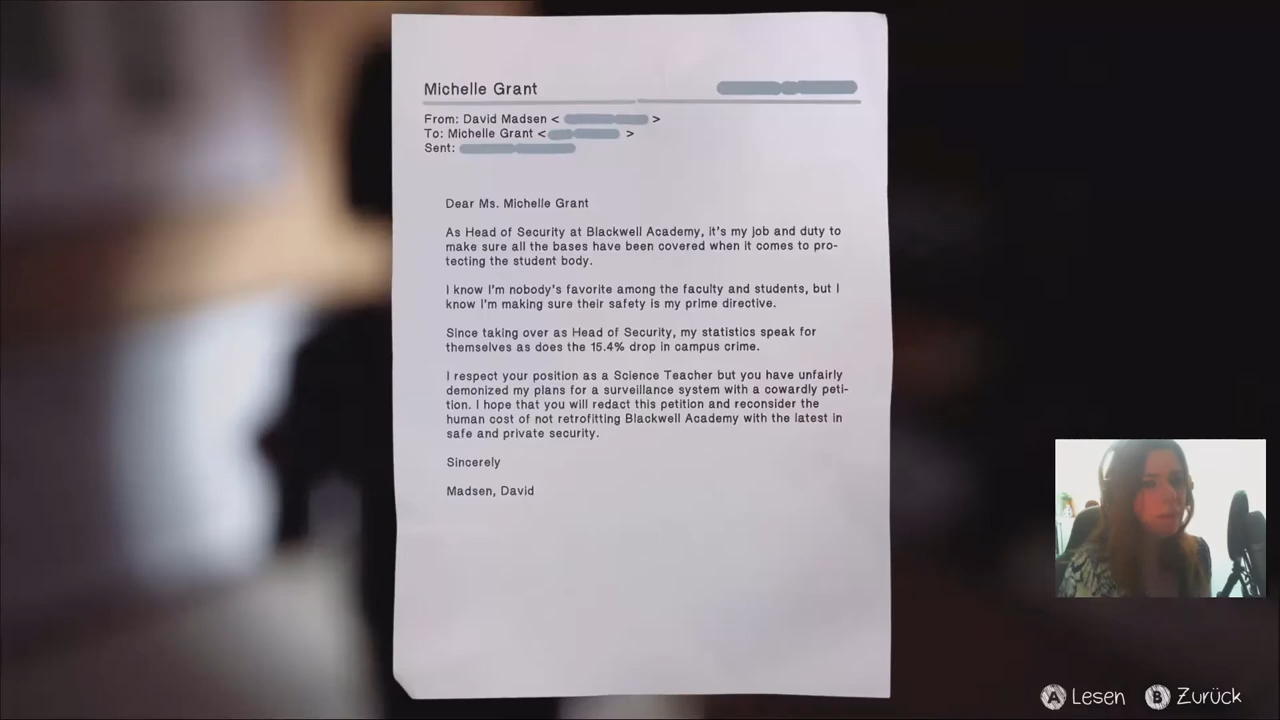 Michelle Grant
From: David Madsen < >
To: Michelle Grant < >
Sent:
Dear Ms. Michelle Grant
As Head of Security at Blackwell Academy, it's my job and duty to
make sure all the bases have been covered when it comes to pro-
tecting the student body.
I know I'm nobody's favorite among the faculty and students, but I
know I'm making sure their safety is my prime directive.
Since taking over as Head of Security, my statistics speak for
themselves as does the 15.4% drop in campus crime.
I respect your position as a Science Teacher but you have unfairly
demonized my plans for a surveillance system with a cowardly peti-
tion. I hope that you will redact this petition and reconsider the
human cost of not retrofitting Blackwell Academy with the latest in
safe and private security.
Sincerely
Madsen, David
A Lesen B Zurück